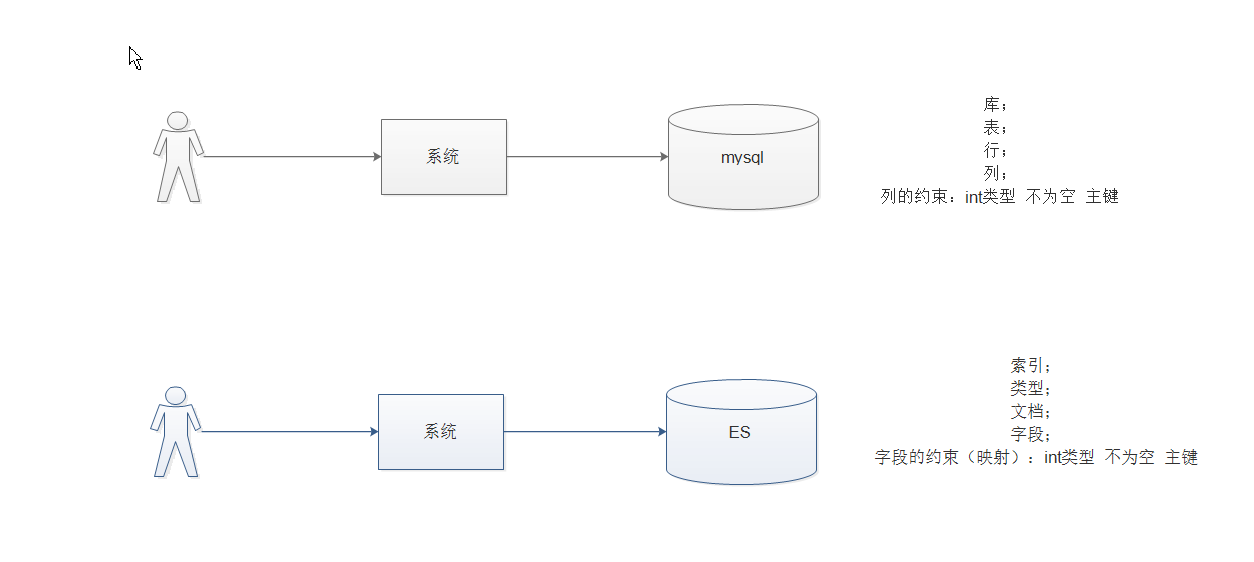 系统
mysql
库；
表；
行；
列；
列的约束：int类型 不为空 主键
系统
ES
索引；
类型；
文档；
字段；
字段的约束（映射）：int类型 不为空 主键